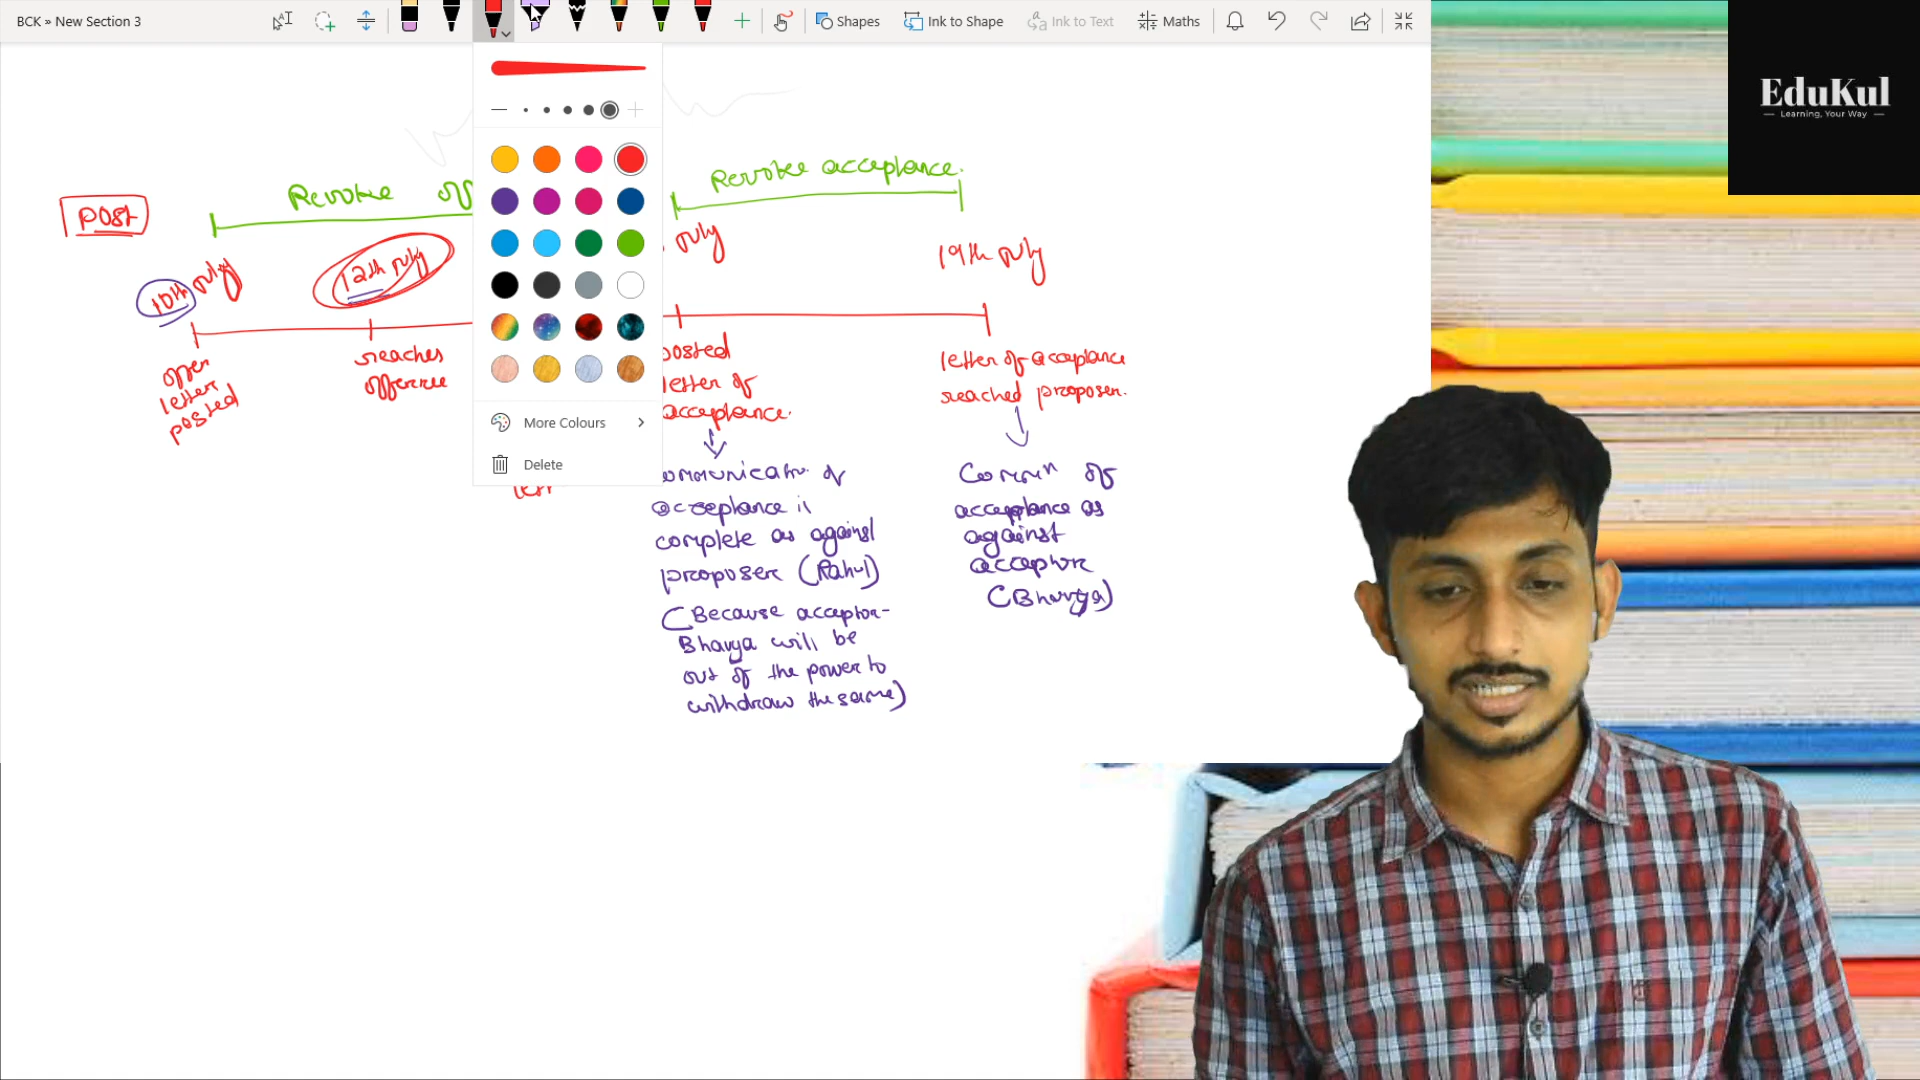 BCK » New Section 3
Shapes
Ink to Shape
Ink to Text
Maths
EduKul
Learning, Your Way
POST
Revoke of
Revoke acceptance.
10th July
12th July
July
19th July
offer
letter
posted
reaches
offeree
posted
letter of
acceptance.
letter of acceptance
reached proposer.
More Colours
Delete
acceptance is
complete as against
proposer (Rahul)
(Because acceptor-
Bhavya will be
out of the power to
withdraw the same)
Commn of
acceptance as
against
acceptor
(Bhavya)